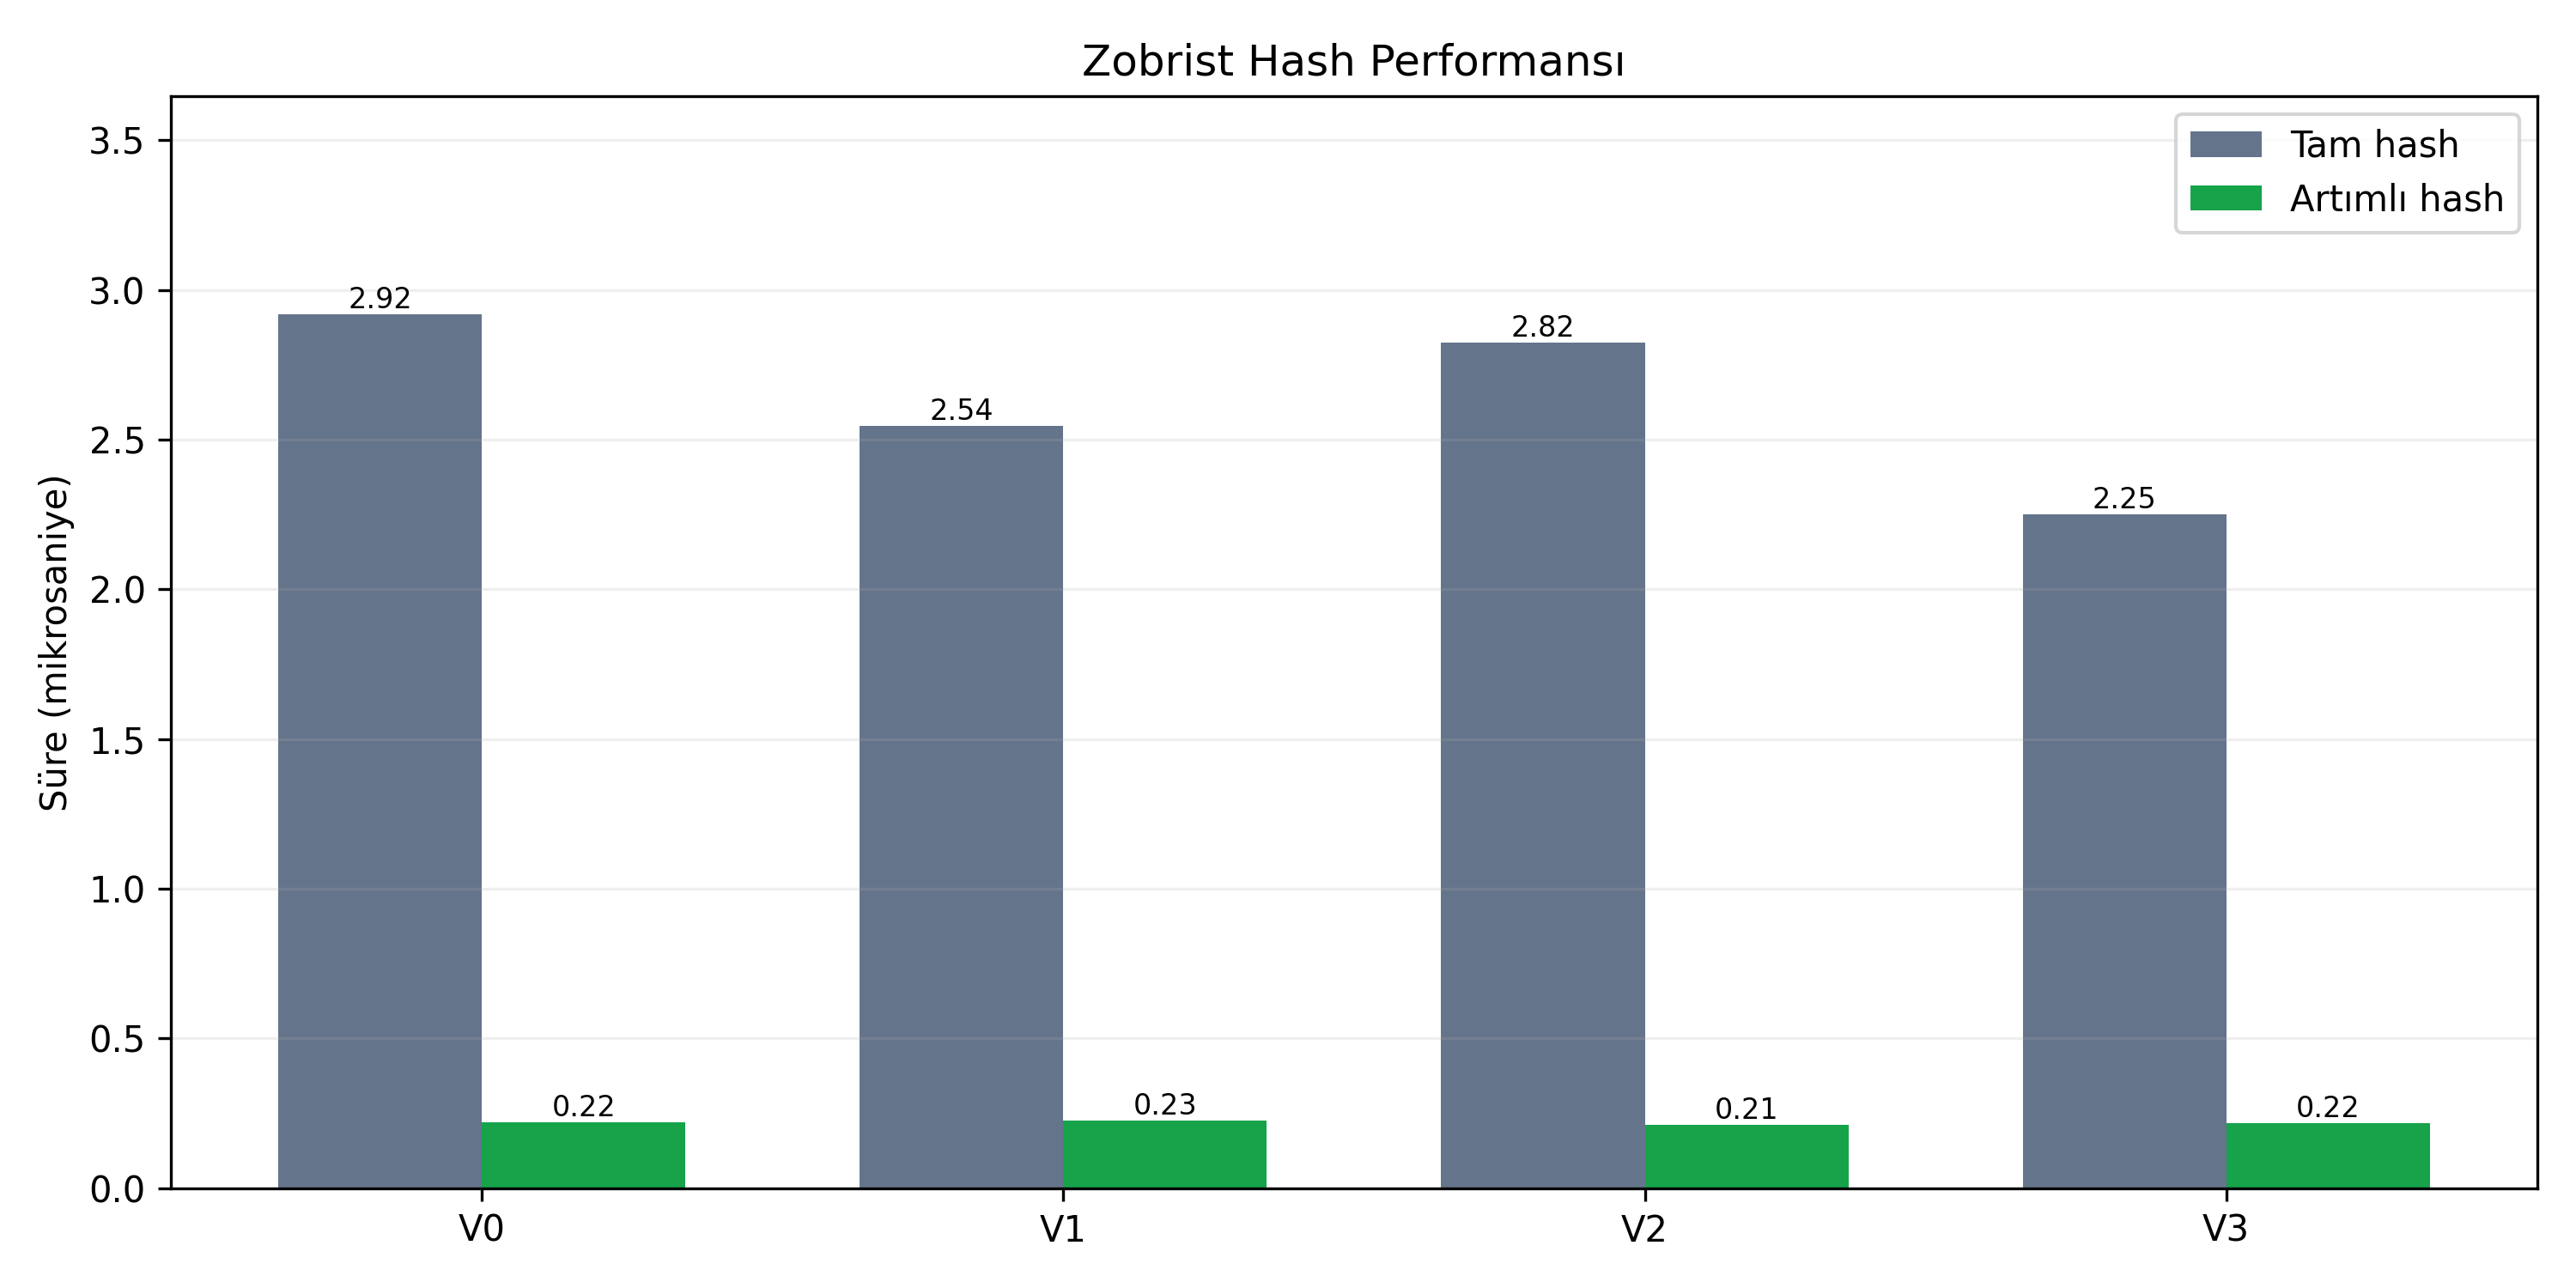 Zobrist Hash Performansı
Tam hash
Artımlı hash
Süre (mikrosaniye)
3.5
3.0
2.5
2.0
1.5
1.0
0.5
0.0
2.92
0.22
2.54
0.23
2.82
0.21
2.25
0.22
V0
V1
V2
V3